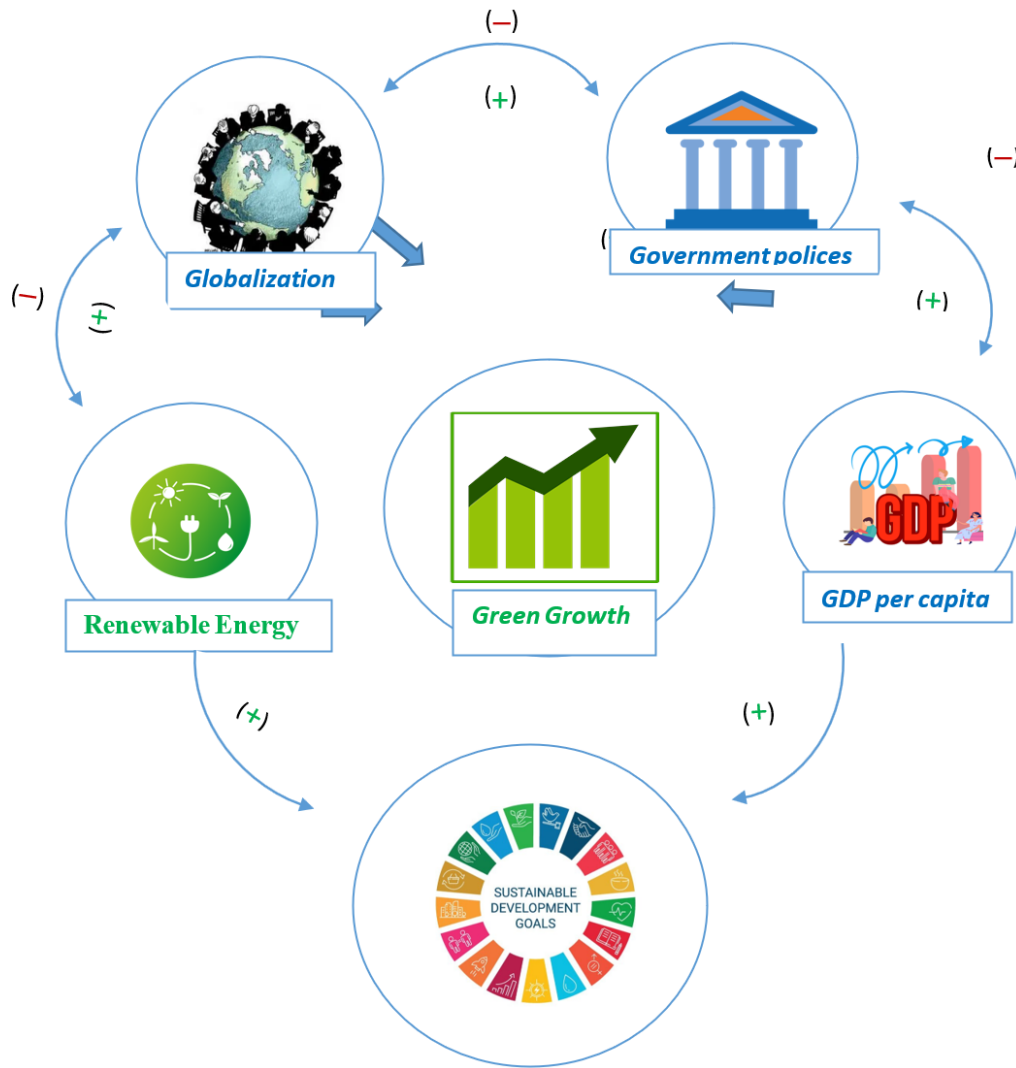 (—)
(+)
(—)
(
Globalization
Government polices
(—)
(+)
(+)
GDP
Renewable Energy
Green Growth
GDP per capita
(+)
(+)
SUSTAINABLE
DEVELOPMENT
GOALS